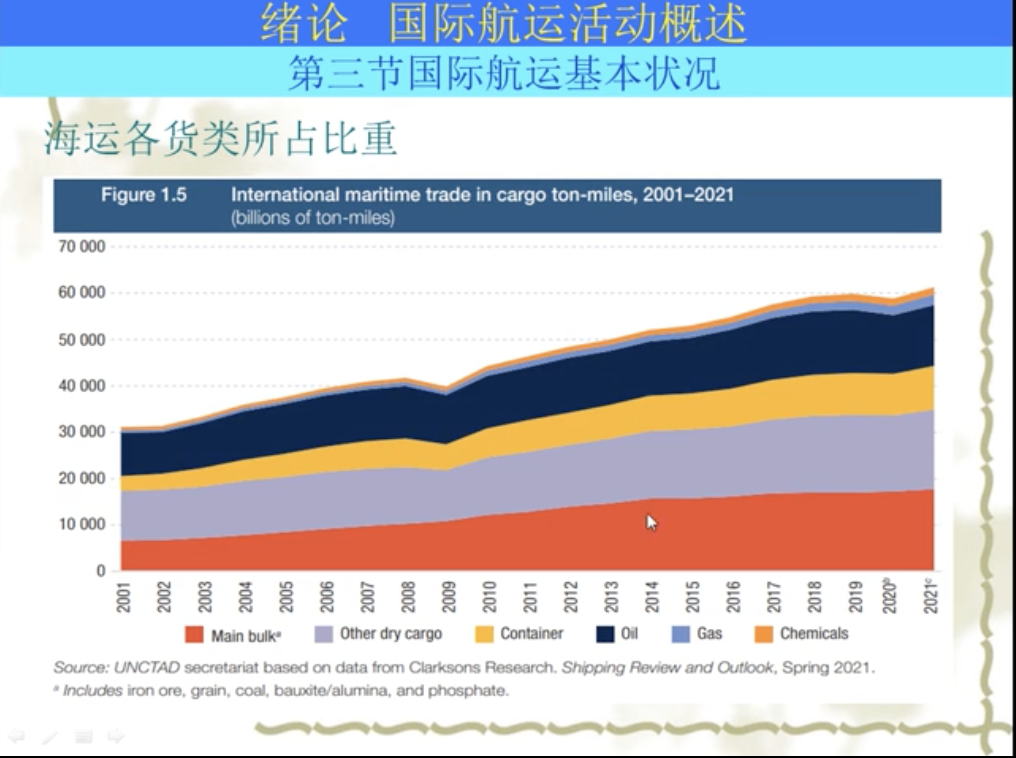 绪论 国际航运活动概述
第三节国际航运基本状况
海运各货类所占比重
Figure 1.5 International maritime trade in cargo ton-miles, 2001–2021
(billions of ton-miles)
70 000
60 000
50 000
40 000
30 000
20 000
10 000
0
2001 2002 2003 2004 2005 2006 2007 2008 2009 2010 2011 2012 2013 2014 2015 2016 2017 2018 2019 2020ᵇ 2021ᶜ
Main bulkᵃ Other dry cargo Container Oil Gas Chemicals
Source: UNCTAD secretariat based on data from Clarksons Research. Shipping Review and Outlook, Spring 2021.
ᵃ Includes iron ore, grain, coal, bauxite/alumina, and phosphate.